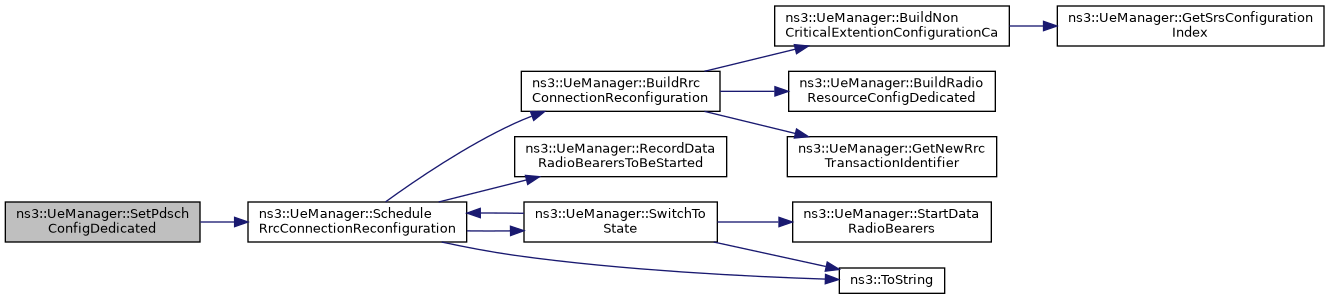 ns3::UeManager::SetPdsch
ConfigDedicated
ns3::UeManager::Schedule
RrcConnectionReconfiguration
ns3::UeManager::BuildRrc
ConnectionReconfiguration
ns3::UeManager::BuildNon
CriticalExtentionConfigurationCa
ns3::UeManager::GetSrsConfiguration
Index
ns3::UeManager::BuildRadio
ResourceConfigDedicated
ns3::UeManager::GetNewRrc
TransactionIdentifier
ns3::UeManager::RecordData
RadioBearersToBeStarted
ns3::UeManager::SwitchTo
State
ns3::UeManager::StartData
RadioBearers
ns3::ToString